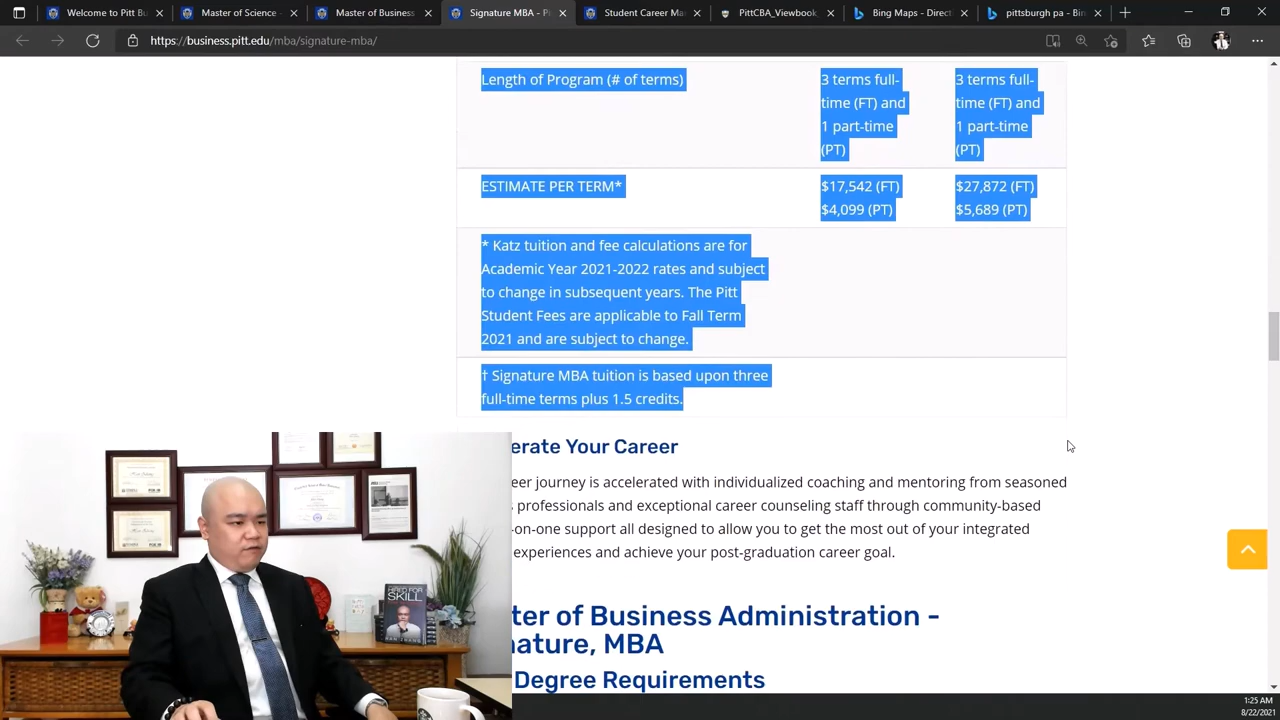 Welcome to Pitt B
Master of Science -
Master of Business
Signature MBA - P
Student Career Ma
PittCBA_Viewbook
Bing Maps - Direct
pittsburgh pa - Bin
https://business.pitt.edu/mba/signature-mba/
Length of Program (# of terms)
3 terms full-
time (FT) and
1 part-time
(PT)
3 terms full-
time (FT) and
1 part-time
(PT)
ESTIMATE PER TERM*
$17,542 (FT)
$4,099 (PT)
$27,872 (FT)
$5,689 (PT)
* Katz tuition and fee calculations are for
Academic Year 2021-2022 rates and subject
to change in subsequent years. The Pitt
Student Fees are applicable to Fall Term
2021 and are subject to change.
† Signature MBA tuition is based upon three
full-time terms plus 1.5 credits.
erate Your Career
eer journey is accelerated with individualized coaching and mentoring from seasoned
s professionals and exceptional career counseling staff through community-based
-on-one support all designed to allow you to get the most out of your integrated
experiences and achieve your post-graduation career goal.
ter of Business Administration -
nature, MBA
Degree Requirements
SKILL
1:25 AM
8/22/2021